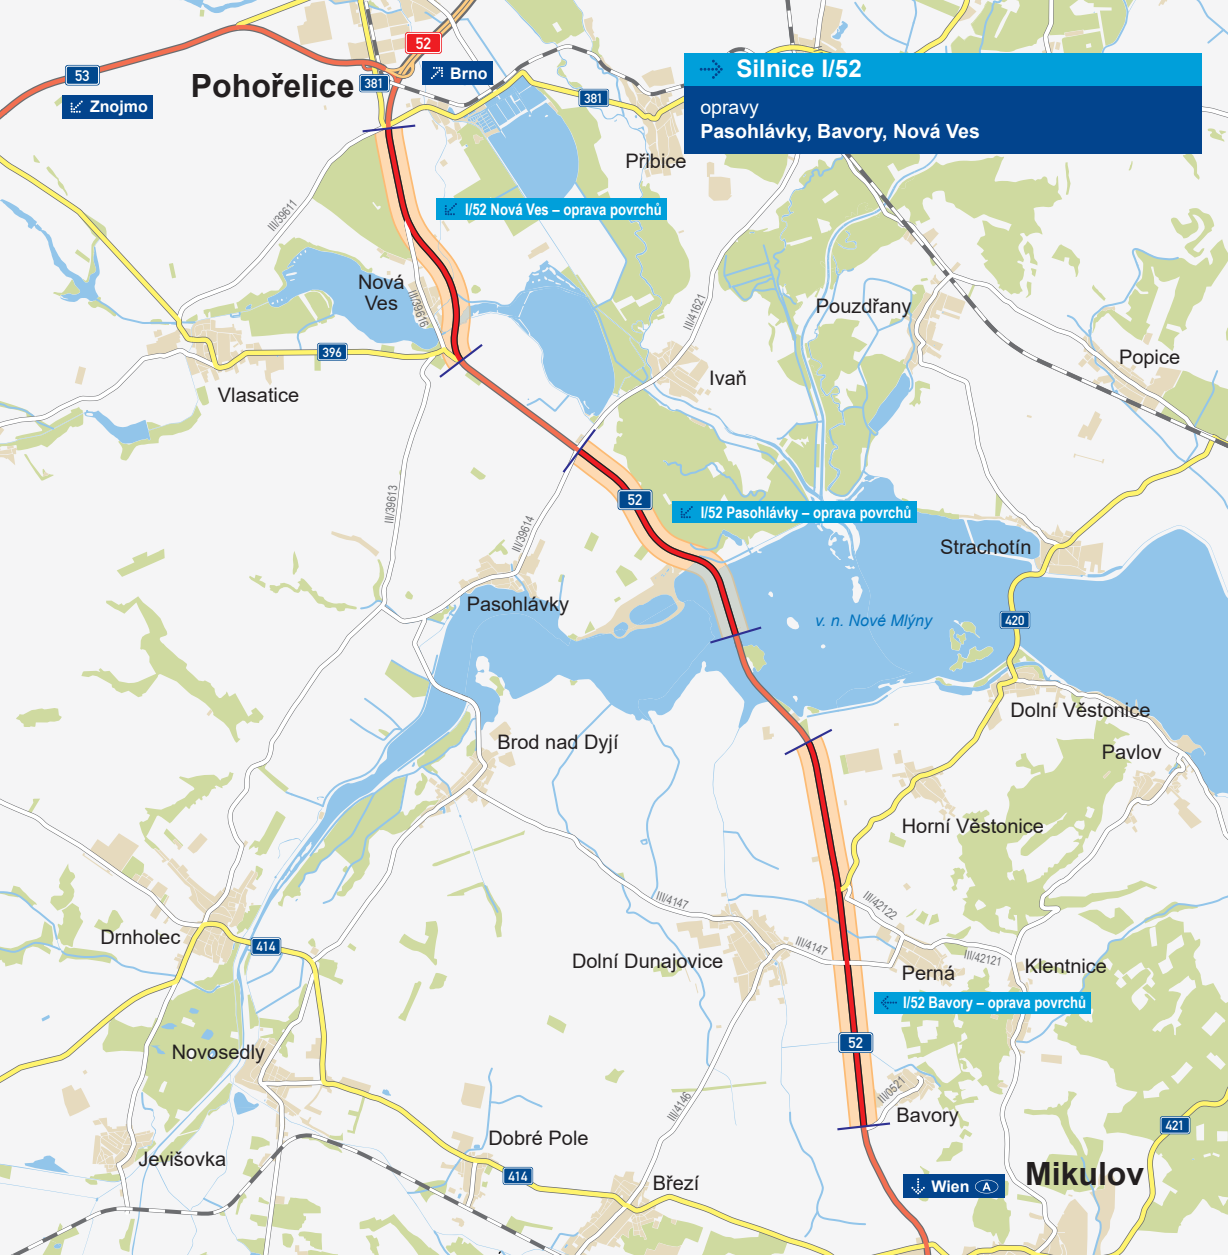 52
53
Brno
Pohořelice
381
Znojmo
381
Silnice I/52
opravy
Pasohlávky, Bavory, Nová Ves
Přibice
III/39611
I/52 Nová Ves – oprava povrchů
Nová
Ves
III/39616
III/41621
Pouzdřany
396
Popice
Vlasatice
Ivaň
III/39613
52
I/52 Pasohlávky – oprava povrchů
III/39614
Strachotín
Pasohlávky
v. n. Nové Mlýny
420
Dolní Věstonice
Brod nad Dyjí
Pavlov
Horní Věstonice
III/4147
III/42122
Drnholec
414
III/4147
III/42121
Dolní Dunajovice
Perná
Klentnice
I/52 Bavory – oprava povrchů
52
Novosedly
III/0521
III/4146
Bavory
421
Dobré Pole
Jevišovka
414
Březí
Wien A
Mikulov